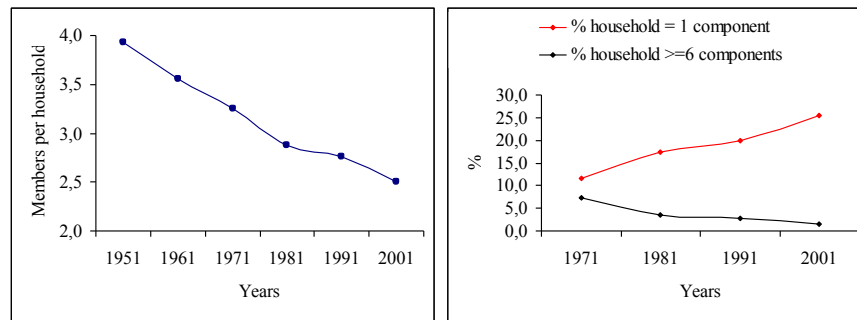 Members per household
4,0
3,5
3,0
2,5
2,0
1951 1961 1971 1981 1991 2001
Years
% household = 1 component
% household >=6 components
%
30,0
25,0
20,0
15,0
10,0
5,0
0,0
1971 1981 1991 2001
Years